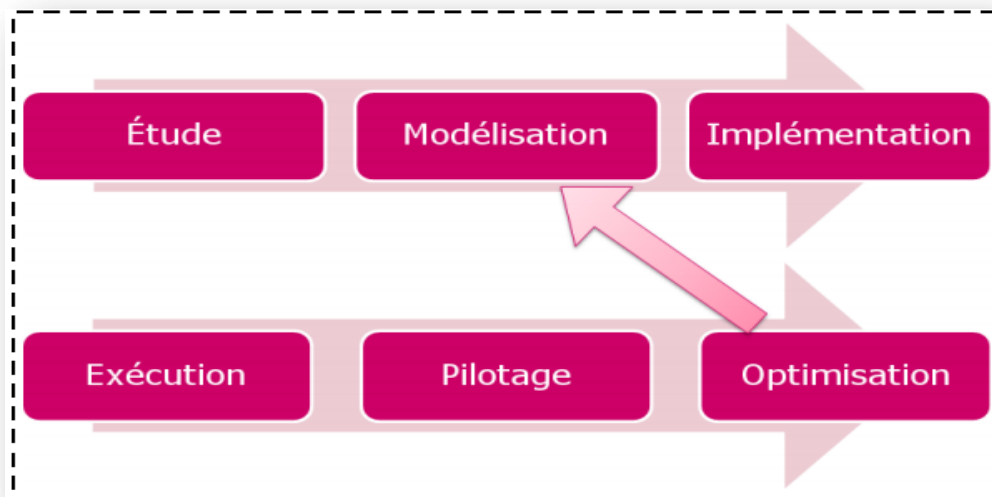 Étude
Modélisation
Implémentation
Exécution
Pilotage
Optimisation